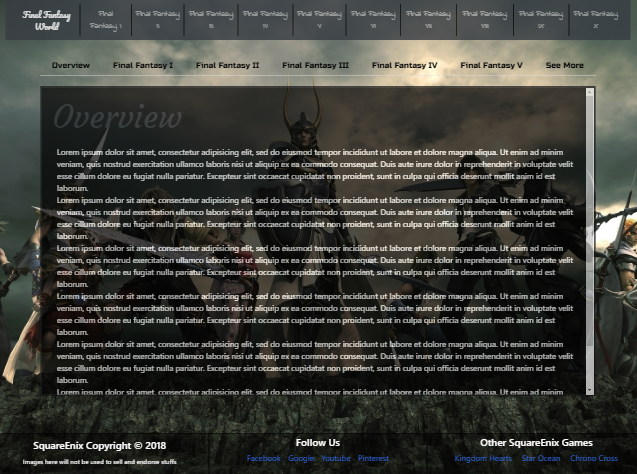 Final Fantasy World
Final Fantasy I
Final Fantasy II
Final Fantasy III
Final Fantasy IV
Final Fantasy V
Final Fantasy VI
Final Fantasy VII
Final Fantasy VIII
Final Fantasy IX
Final Fantasy X
Overview Final Fantasy I Final Fantasy II Final Fantasy III Final Fantasy IV Final Fantasy V See More
Overview
Lorem ipsum dolor sit amet, consectetur adipisicing elit, sed do eiusmod tempor incididunt ut labore et dolore magna aliqua. Ut enim ad minim
veniam, quis nostrud exercitation ullamco laboris nisi ut aliquip ex ea commodo consequat. Duis aute irure dolor in reprehenderit in voluptate velit
esse cillum dolore eu fugiat nulla pariatur. Excepteur sint occaecat cupidatat non proident, sunt in culpa qui officia deserunt mollit anim id est
laborum.
Lorem ipsum dolor sit amet, consectetur adipisicing elit, sed do eiusmod tempor incididunt ut labore et dolore magna aliqua. Ut enim ad minim
veniam, quis nostrud exercitation ullamco laboris nisi ut aliquip ex ea commodo consequat. Duis aute irure dolor in reprehenderit in voluptate velit
esse cillum dolore eu fugiat nulla pariatur. Excepteur sint occaecat cupidatat non proident, sunt in culpa qui officia deserunt mollit anim id est
laborum.
Lorem ipsum dolor sit amet, consectetur adipisicing elit, sed do eiusmod tempor incididunt ut labore et dolore magna aliqua. Ut enim ad minim
veniam, quis nostrud exercitation ullamco laboris nisi ut aliquip ex ea commodo consequat. Duis aute irure dolor in reprehenderit in voluptate velit
esse cillum dolore eu fugiat nulla pariatur. Excepteur sint occaecat cupidatat non proident, sunt in culpa qui officia deserunt mollit anim id est
laborum.
Lorem ipsum dolor sit amet, consectetur adipisicing elit, sed do eiusmod tempor incididunt ut labore et dolore magna aliqua. Ut enim ad minim
veniam, quis nostrud exercitation ullamco laboris nisi ut aliquip ex ea commodo consequat. Duis aute irure dolor in reprehenderit in voluptate velit
esse cillum dolore eu fugiat nulla pariatur. Excepteur sint occaecat cupidatat non proident, sunt in culpa qui officia deserunt mollit anim id est
laborum.
Lorem ipsum dolor sit amet, consectetur adipisicing elit, sed do eiusmod tempor incididunt ut labore et dolore magna aliqua. Ut enim ad minim
veniam, quis nostrud exercitation ullamco laboris nisi ut aliquip ex ea commodo consequat. Duis aute irure dolor in reprehenderit in voluptate velit
esse cillum dolore eu fugiat nulla pariatur. Excepteur sint occaecat cupidatat non proident, sunt in culpa qui officia deserunt mollit anim id est
laborum.
Lorem ipsum dolor sit amet, consectetur adipisicing elit, sed do eiusmod tempor incididunt ut labore et dolore magna aliqua. Ut enim ad minim
SquareEnix Copyright © 2018
Images here will not be used to sell and endorse stuffs
Follow Us
Facebook Google+ Youtube Pinterest
Other SquareEnix Games
Kingdom Hearts Star Ocean Chrono Cross